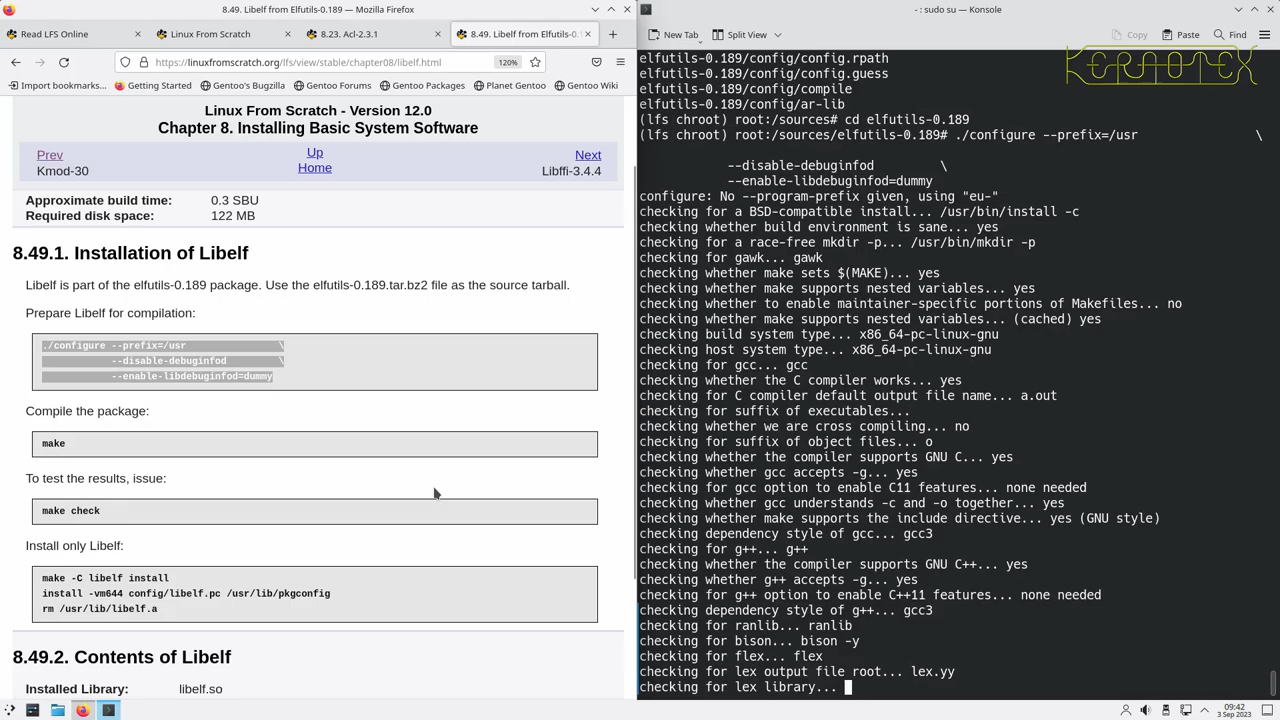 8.49. Libelf from Elfutils-0.189 — Mozilla Firefox
Read LFS Online
Linux From Scratch
8.23. Acl-2.3.1
8.49. Libelf from Elfutils-0.1
https://linuxfromscratch.org/lfs/view/stable/chapter08/libelf.html
120%
Import bookmarks...
Getting Started
Gentoo's Bugzilla
Gentoo Forums
Gentoo Packages
Planet Gentoo
Gentoo Wiki
Linux From Scratch - Version 12.0
Chapter 8. Installing Basic System Software
Prev
Up
Next
Kmod-30
Home
Libffi-3.4.4
Approximate build time: 0.3 SBU
Required disk space: 122 MB
8.49.1. Installation of Libelf
Libelf is part of the elfutils-0.189 package. Use the elfutils-0.189.tar.bz2 file as the source tarball.
Prepare Libelf for compilation:
./configure --prefix=/usr \
--disable-debuginfod \
--enable-libdebuginfod=dummy
Compile the package:
make
To test the results, issue:
make check
Install only Libelf:
make -C libelf install
install -vm644 config/libelf.pc /usr/lib/pkgconfig
rm /usr/lib/libelf.a
8.49.2. Contents of Libelf
Installed Library: libelf.so
- : sudo su — Konsole
New Tab
Split View
Copy
Paste
Find
KERNOTEX
elfutils-0.189/config/config.rpath
elfutils-0.189/config/config.guess
elfutils-0.189/config/compile
elfutils-0.189/config/ar-lib
(lfs chroot) root:/sources# cd elfutils-0.189
(lfs chroot) root:/sources/elfutils-0.189# ./configure --prefix=/usr \
--disable-debuginfod \
--enable-libdebuginfod=dummy
configure: No --program-prefix given, using "eu-"
checking for a BSD-compatible install... /usr/bin/install -c
checking whether build environment is sane... yes
checking for a race-free mkdir -p... /usr/bin/mkdir -p
checking for gawk... gawk
checking whether make sets $(MAKE)... yes
checking whether make supports nested variables... yes
checking whether to enable maintainer-specific portions of Makefiles... no
checking whether make supports nested variables... (cached) yes
checking build system type... x86_64-pc-linux-gnu
checking host system type... x86_64-pc-linux-gnu
checking for gcc... gcc
checking whether the C compiler works... yes
checking for C compiler default output file name... a.out
checking for suffix of executables...
checking whether we are cross compiling... no
checking for suffix of object files... o
checking whether the compiler supports GNU C... yes
checking whether gcc accepts -g... yes
checking for gcc option to enable C11 features... none needed
checking whether gcc understands -c and -o together... yes
checking whether make supports the include directive... yes (GNU style)
checking dependency style of gcc... gcc3
checking for g++... g++
checking whether the compiler supports GNU C++... yes
checking whether g++ accepts -g... yes
checking for g++ option to enable C++11 features... none needed
checking dependency style of g++... gcc3
checking for ranlib... ranlib
checking for bison... bison -y
checking for flex... flex
checking for lex output file root... lex.yy
checking for lex library...
09:42
3 Sep 2023